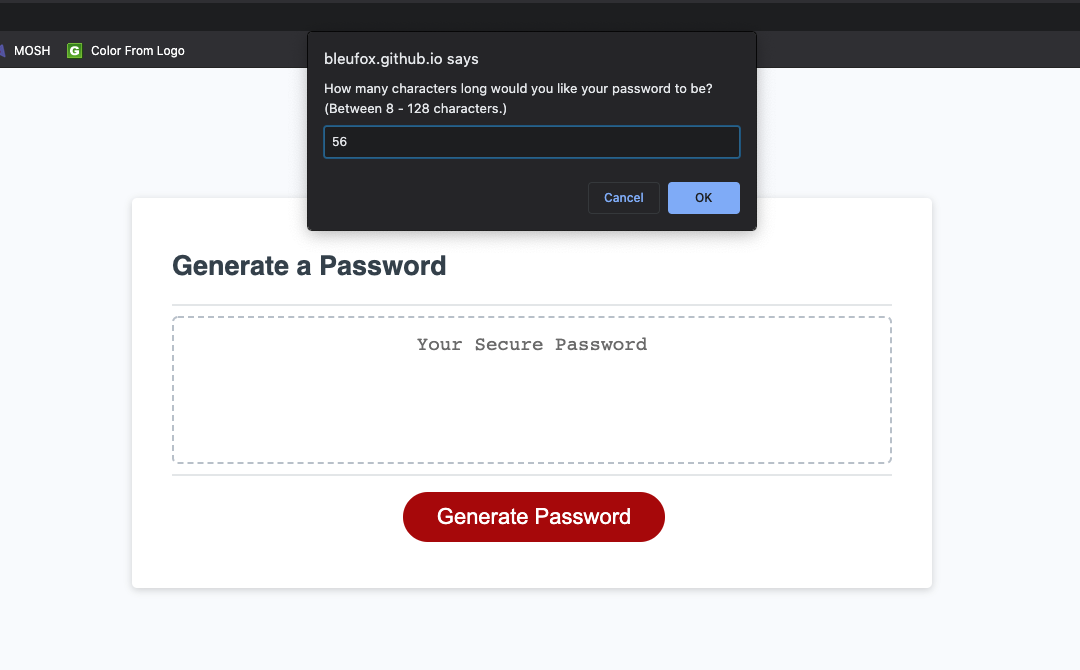 MOSH
G Color From Logo
bleufox.github.io says
How many characters long would you like your password to be?
(Between 8 - 128 characters.)
56
Cancel
OK
Generate a Password
Your Secure Password
Generate Password